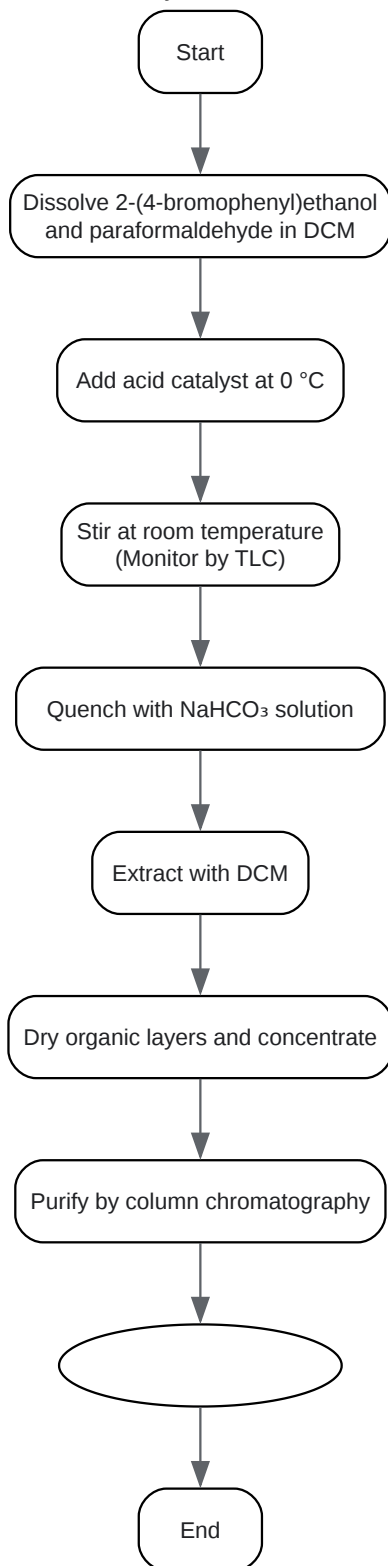 Start
Dissolve 2-(4-bromophenyl)ethanol
and paraformaldehyde in DCM
Add acid catalyst at 0 °C
Stir at room temperature
(Monitor by TLC)
Quench with NaHCO₃ solution
Extract with DCM
Dry organic layers and concentrate
Purify by column chromatography
End